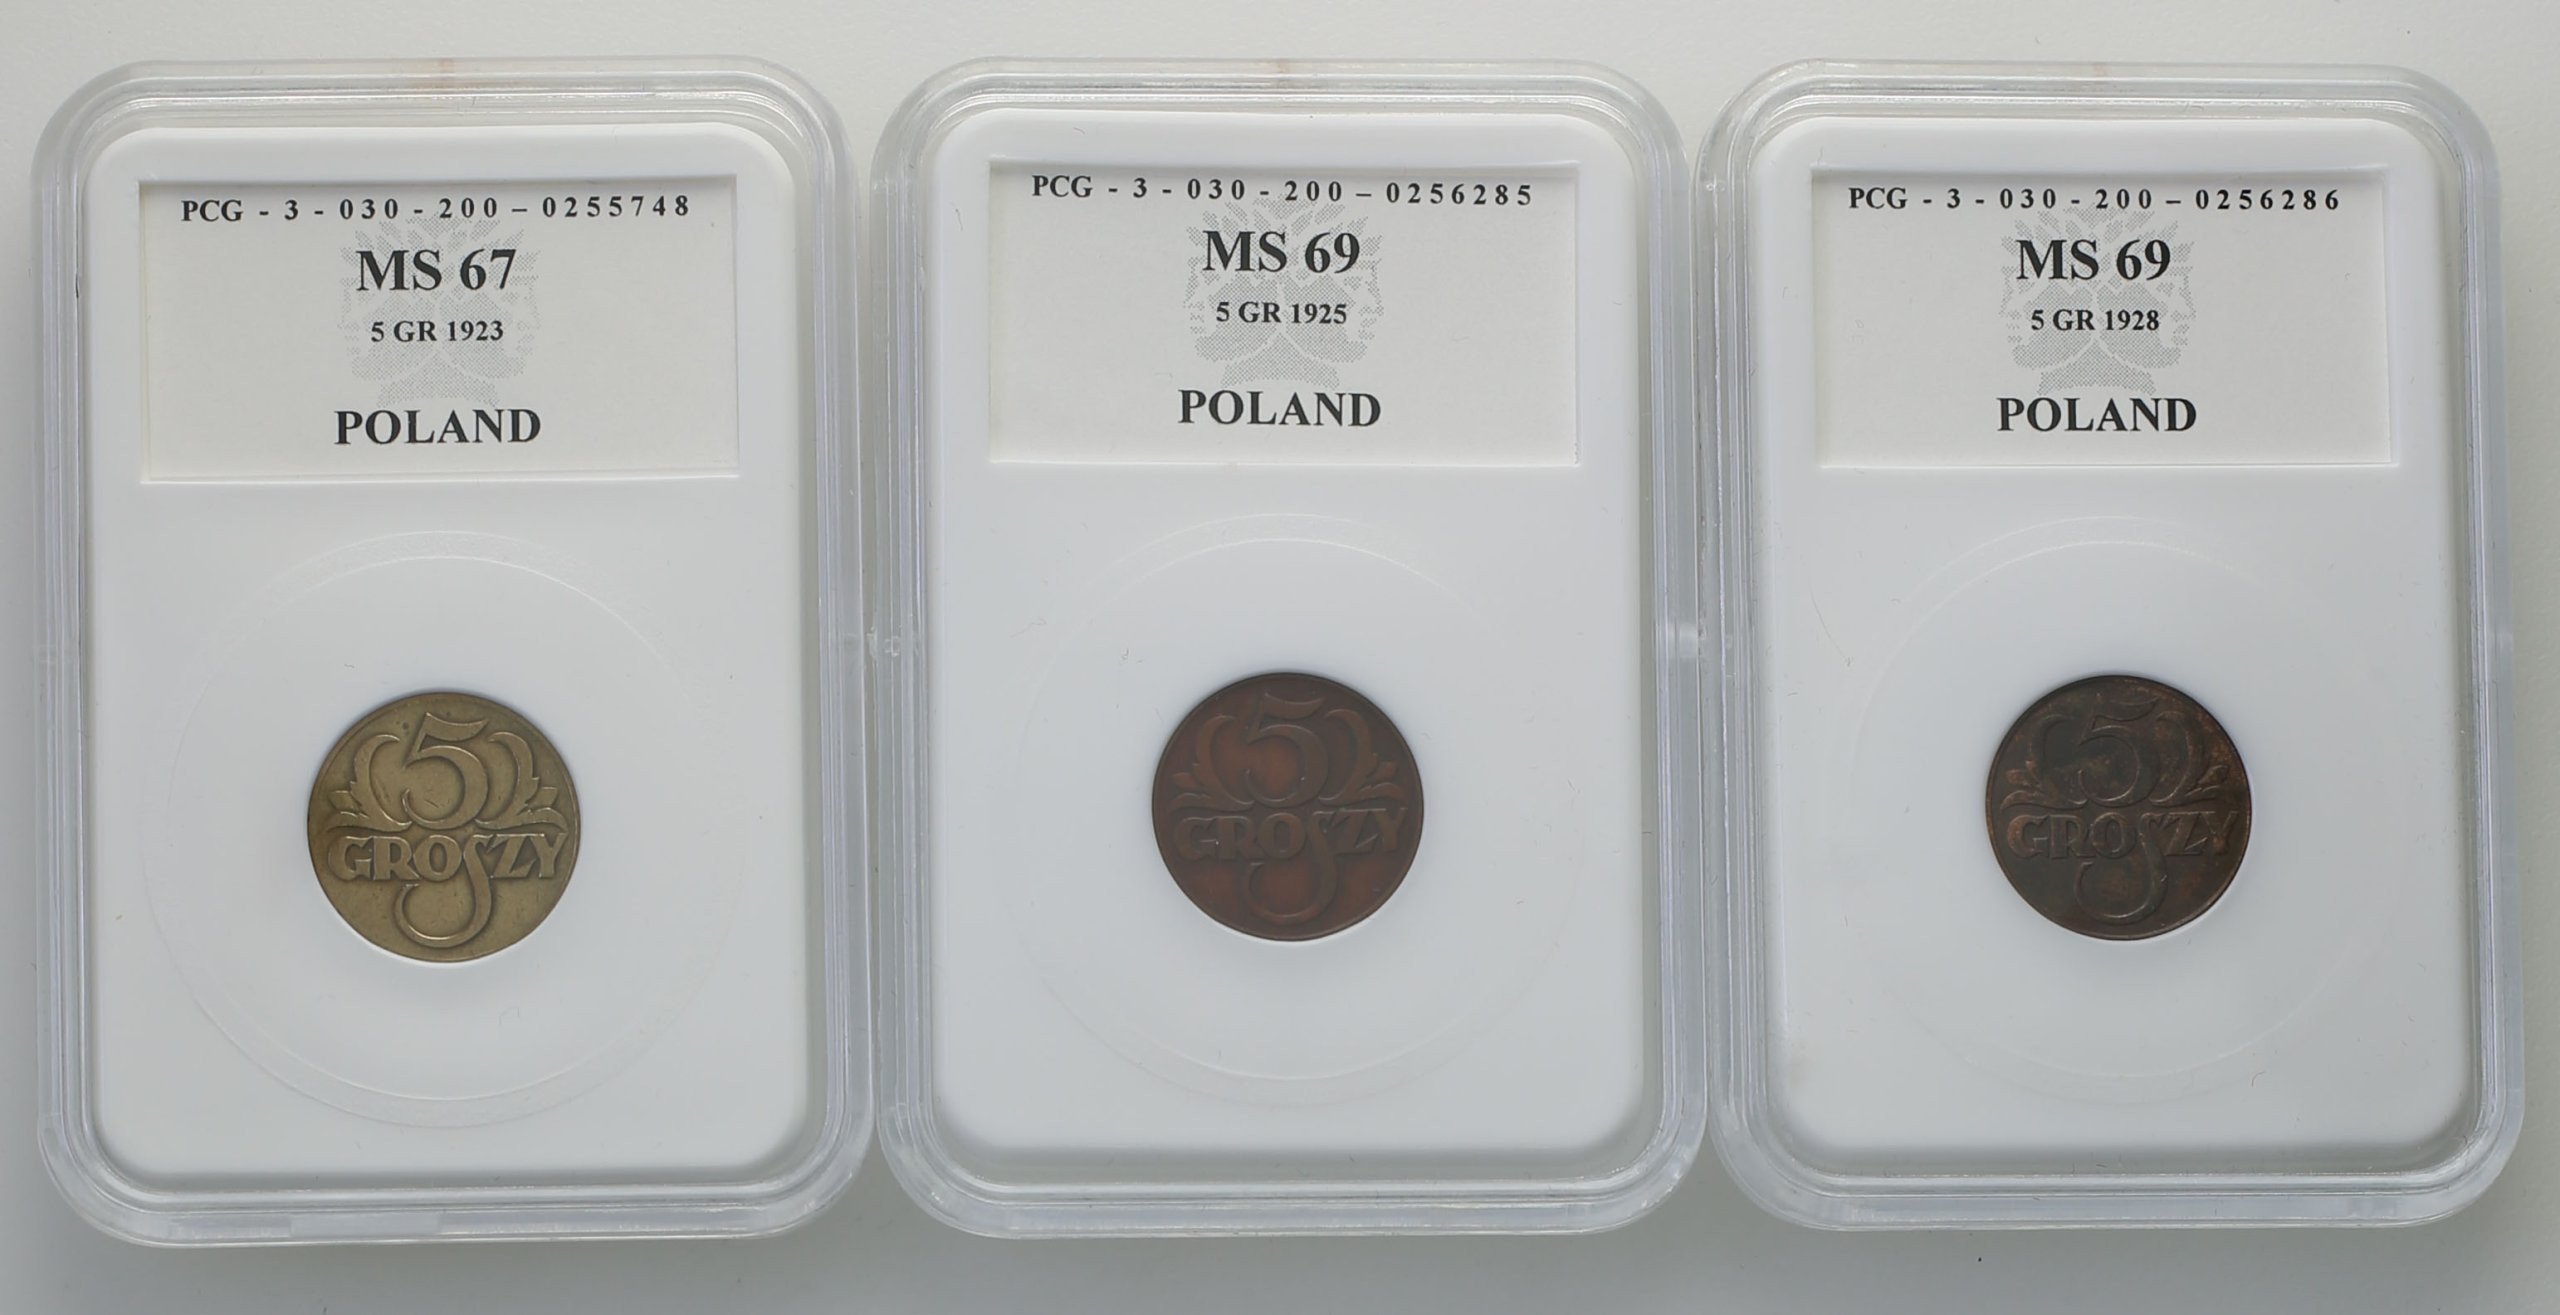 PCG - 3 - 030 - 200 – 0255748
MS 67
5 GR 1923
POLAND
5
GROSZY
PCG - 3 - 030 - 200 – 0256285
MS 69
5 GR 1925
POLAND
5
GROSZY
PCG - 3 - 030 - 200 – 0256286
MS 69
5 GR 1928
POLAND
5
GROSZY